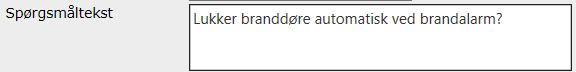 Spørgsmåltekst
Lukker branddøre automatisk ved brandalarm?